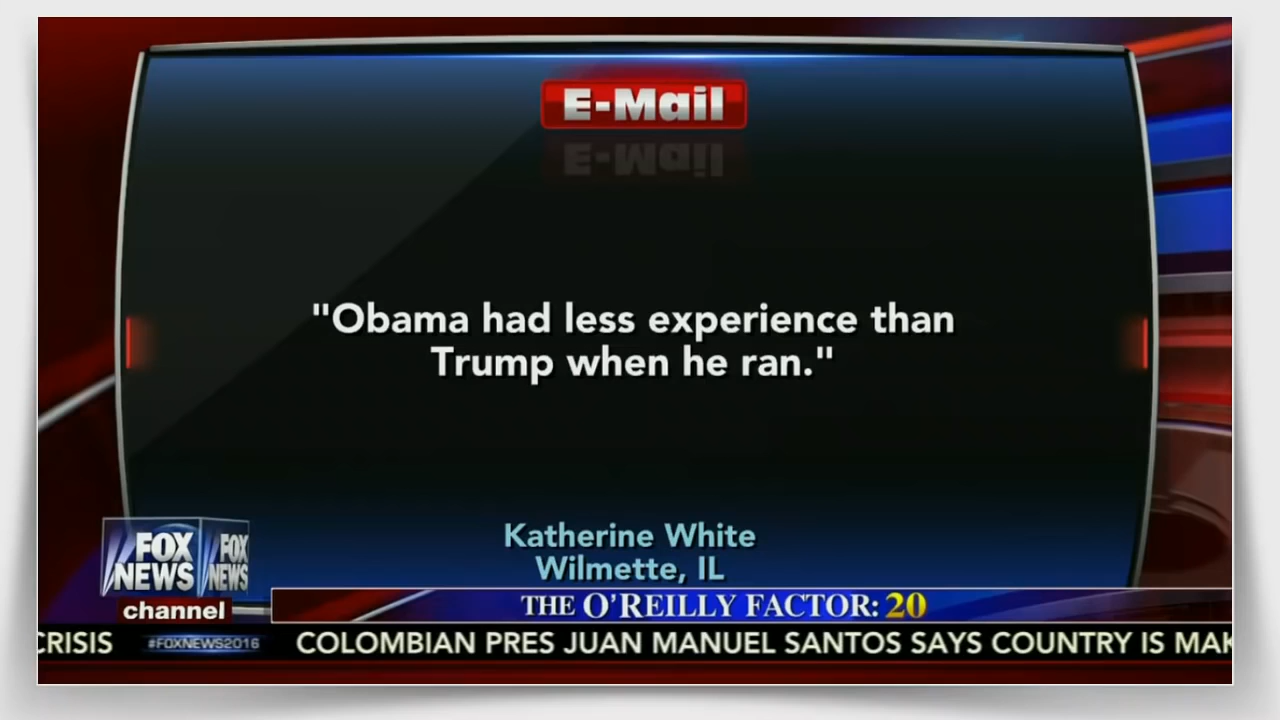 E-Mail
"Obama had less experience than
Trump when he ran."
Katherine White
Wilmette, IL
FOX
NEWS
channel
FOX
NEWS
THE O'REILLY FACTOR: 20
CRISIS #FOXNEWS2016 COLOMBIAN PRES JUAN MANUEL SANTOS SAYS COUNTRY IS MAK